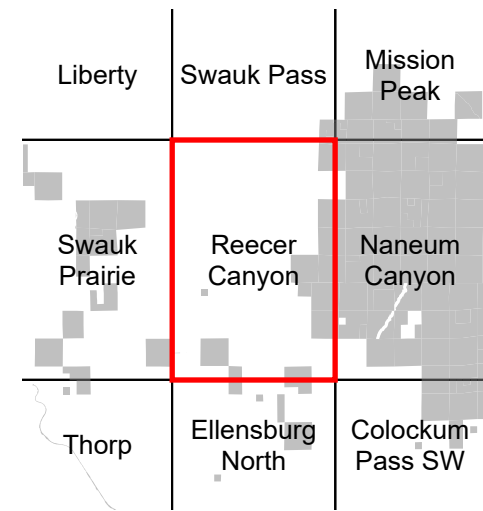 Liberty
Swauk Pass
Mission
Peak
Swauk
Prairie
Reecer
Canyon
Naneum
Canyon
Thorp
Ellensburg
North
Colockum
Pass SW